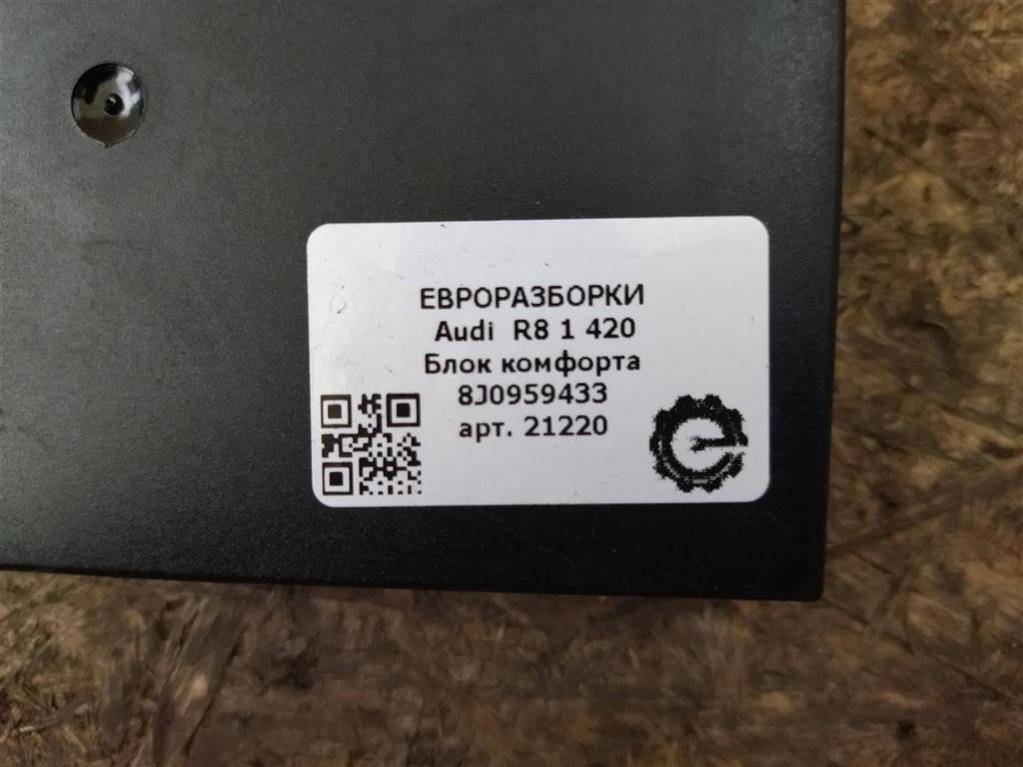 ЕВРОРАЗБОРКИ
Audi R8 1 420
Блок комфорта
8J0959433
арт. 21220